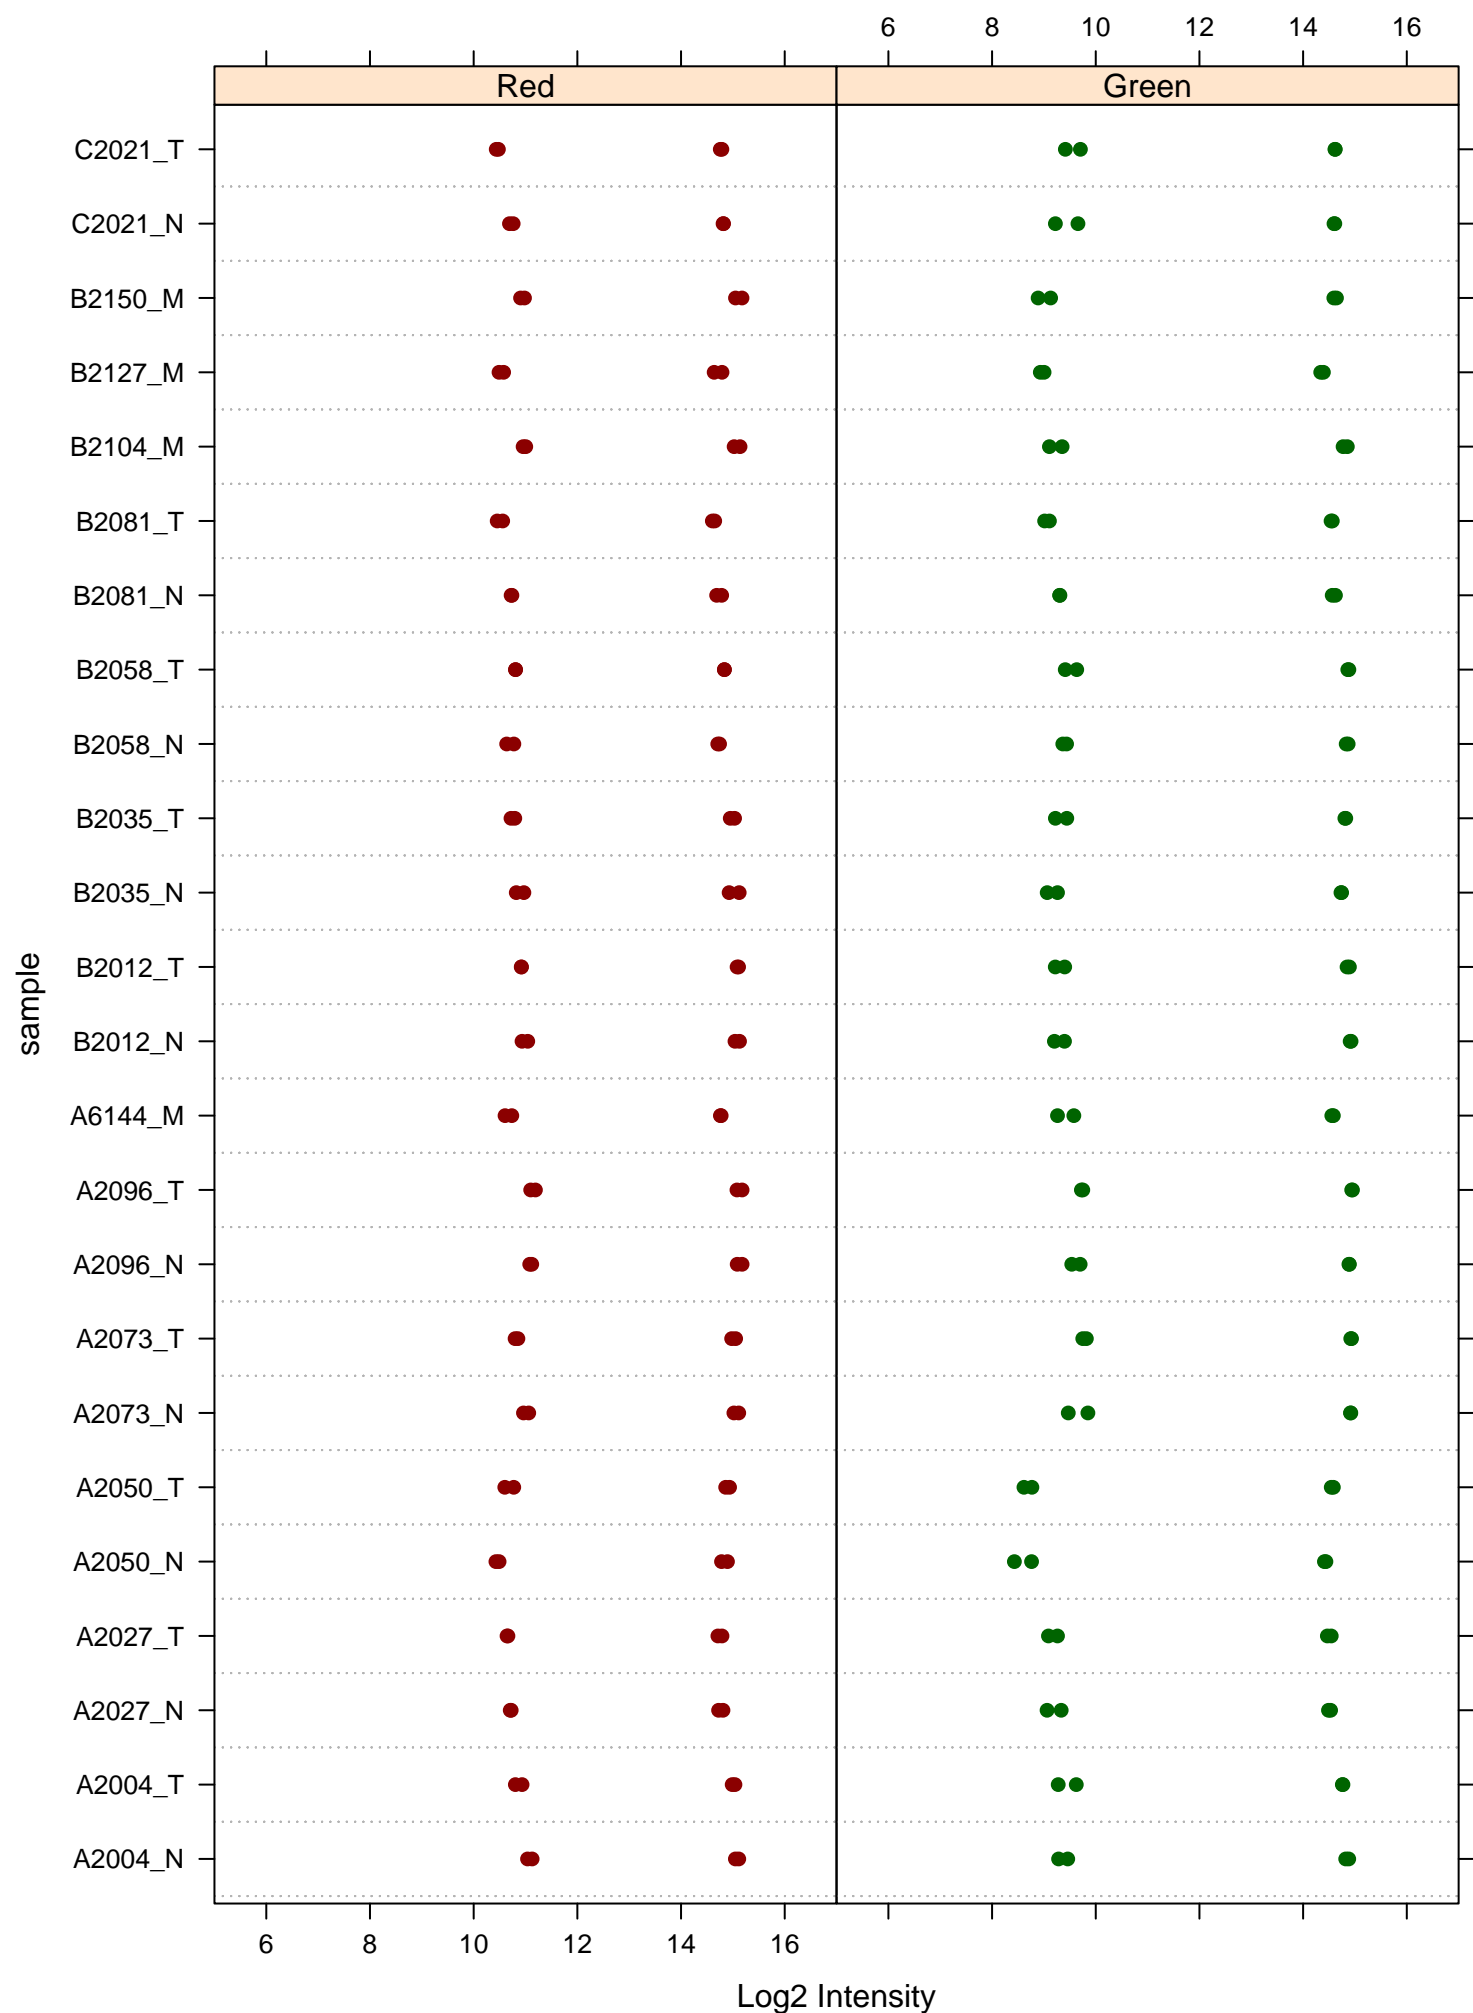 6 8 10 12 14 16
Red Green
C2021_T
C2021_N
B2150_M
B2127_M
B2104_M
B2081_T
B2081_N
B2058_T
B2058_N
B2035_T
B2035_N
B2012_T
B2012_N
A6144_M
A2096_T
A2096_N
A2073_T
A2073_N
A2050_T
A2050_N
A2027_T
A2027_N
A2004_T
A2004_N
sample
6 8 10 12 14 16
Log2 Intensity